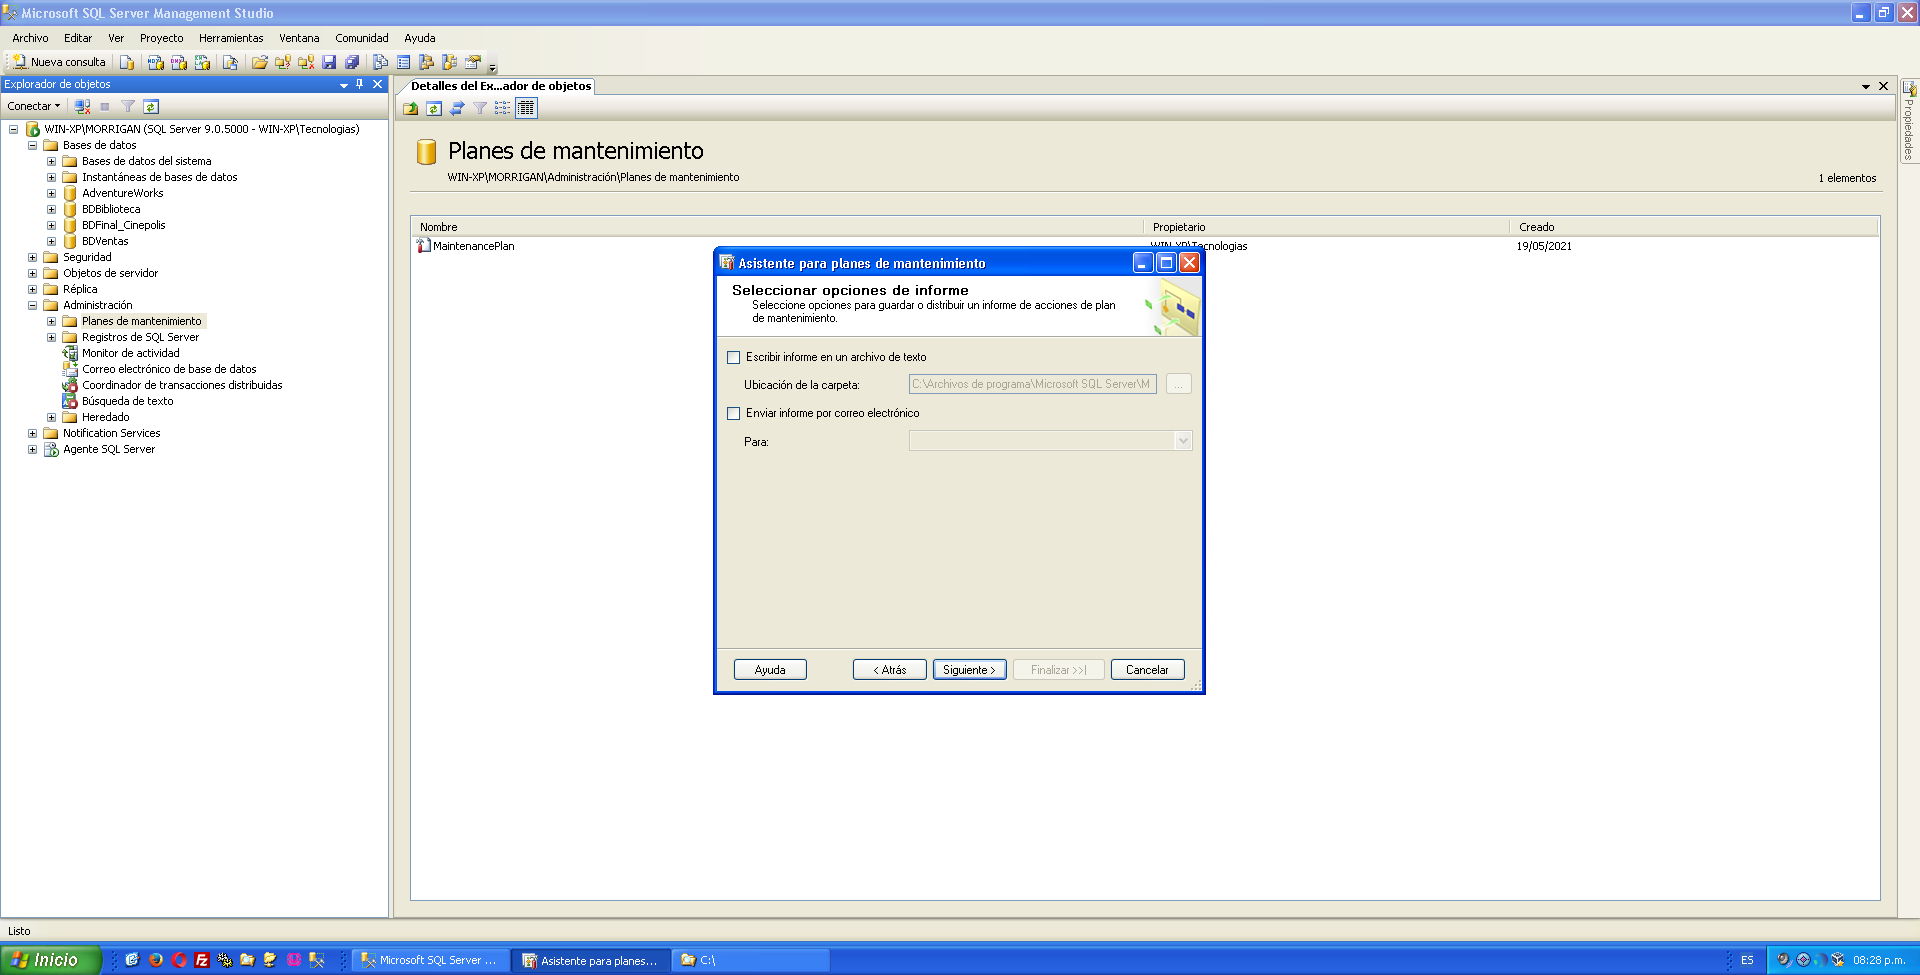 Microsoft SQL Server Management Studio
Archivo Editar Ver Proyecto Herramientas Ventana Comunidad Ayuda
Nueva consulta
Explorador de objetos
Conectar
WIN-XP\MORRIGAN (SQL Server 9.0.5000 - WIN-XP\Tecnologias)
Bases de datos
Bases de datos del sistema
Instantáneas de bases de datos
AdventureWorks
BDBiblioteca
BDFinal_Cinepolis
BDVentas
Seguridad
Objetos de servidor
Réplica
Administración
Planes de mantenimiento
Registros de SQL Server
Monitor de actividad
Correo electrónico de base de datos
Coordinador de transacciones distribuidas
Búsqueda de texto
Heredado
Notification Services
Agente SQL Server
Detalles del Ex...ador de objetos
Planes de mantenimiento
WIN-XP\MORRIGAN\Administración\Planes de mantenimiento
1 elementos
Nombre Propietario Creado
MaintenancePlan WIN-XP\Tecnologias 19/05/2021
Propiedades
Asistente para planes de mantenimiento
Seleccionar opciones de informe
Seleccione opciones para guardar o distribuir un informe de acciones de plan
de mantenimiento.
Escribir informe en un archivo de texto
Ubicación de la carpeta: C:\Archivos de programa\Microsoft SQL Server\M ...
Enviar informe por correo electrónico
Para:
Ayuda < Atrás Siguiente > Finalizar >>| Cancelar
Listo
Inicio Microsoft SQL Server ... Asistente para planes... C:\ ES 08:28 p.m.